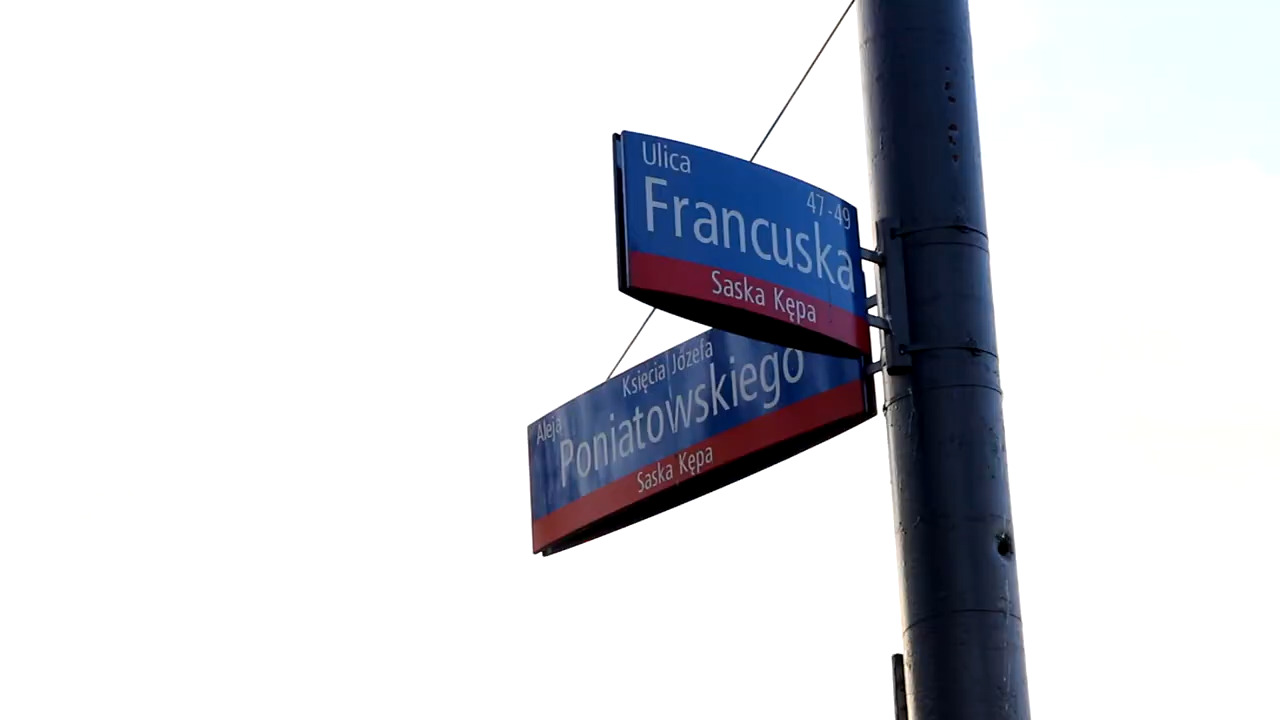 Ulica
47-49
Francuska
Saska Kępa
Księcia Józefa
Aleja
Poniatowskiego
Saska Kępa